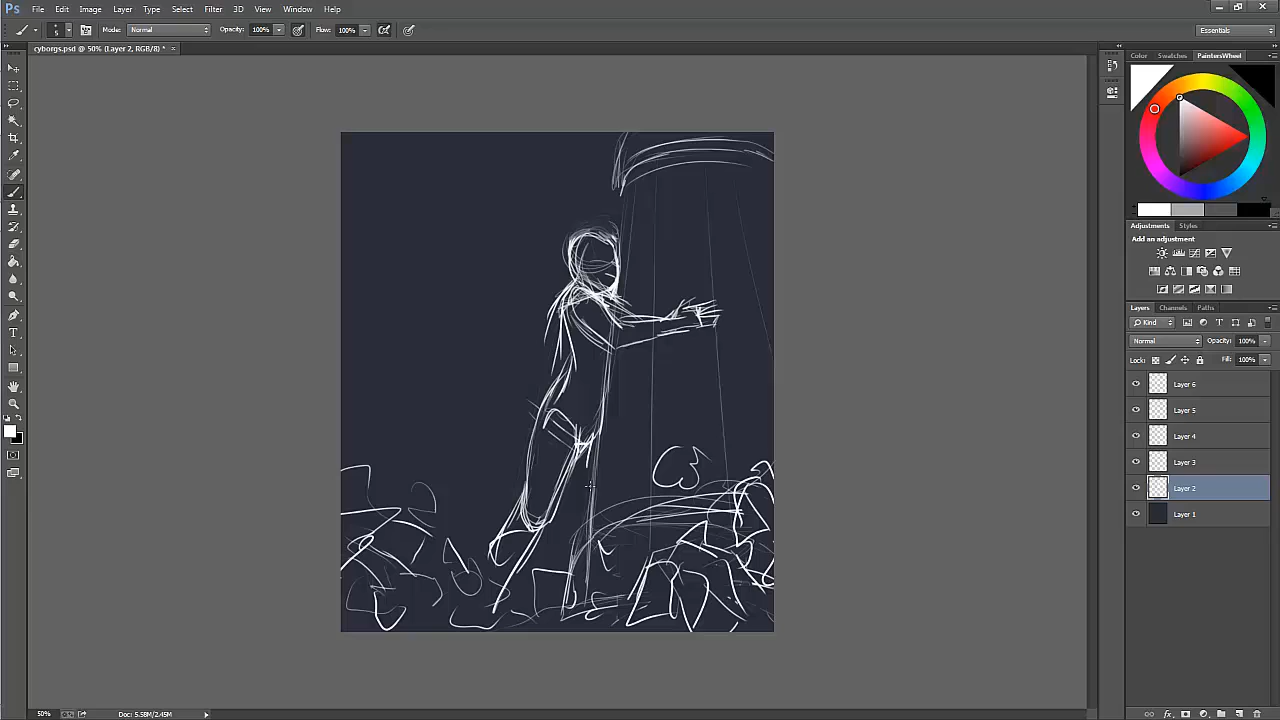 Ps File Edit Image Layer Type Select Filter 3D View Window Help
5 Mode: Normal Opacity: 100% Flow: 100% Essentials
cyborgs.psd @ 50% (Layer 2, RGB/8) * ×
Color Swatches PaintersWheel
Adjustments Styles
Add an adjustment
Layers Channels Paths
Kind
Normal Opacity: 100%
Lock: Fill: 100%
Layer 6
Layer 5
Layer 4
Layer 3
Layer 2
Layer 1
50% Doc: 5.58M/2.45M
fx